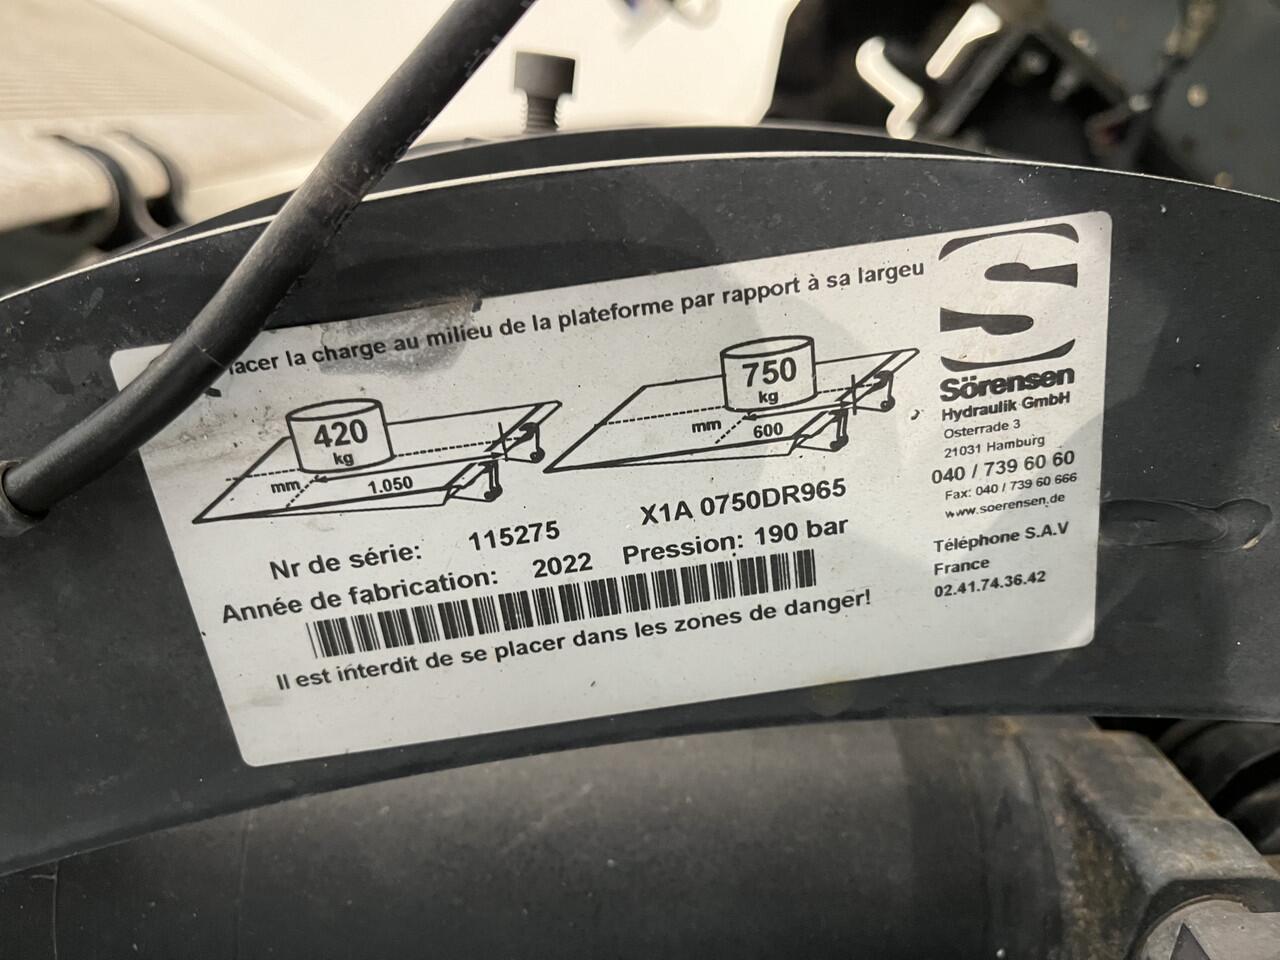 lacer la charge au milieu de la plateforme par rapport à sa largeu
420
kg
mm
1.050
750
kg
mm
600
Nr de série: 115275 X1A 0750DR965
Année de fabrication: 2022 Pression: 190 bar
Il est interdit de se placer dans les zones de danger!
S
Sörensen
Hydraulik GmbH
Osterrade 3
21031 Hamburg
040 / 739 60 60
Fax: 040 / 739 60 666
www.soerensen.de
Téléphone S.A.V
France
02.41.74.36.42